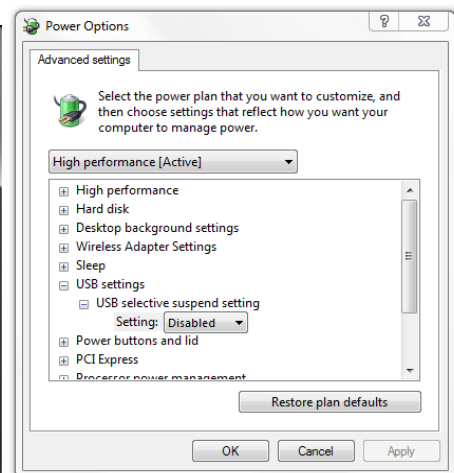 Power Options
Advanced settings
Select the power plan that you want to customize, and
then choose settings that reflect how you want your
computer to manage power.
High performance [Active]
High performance
Hard disk
Desktop background settings
Wireless Adapter Settings
Sleep
USB settings
USB selective suspend setting
Setting: Disabled
Power buttons and lid
PCI Express
Processor power management
Restore plan defaults
OK Cancel Apply